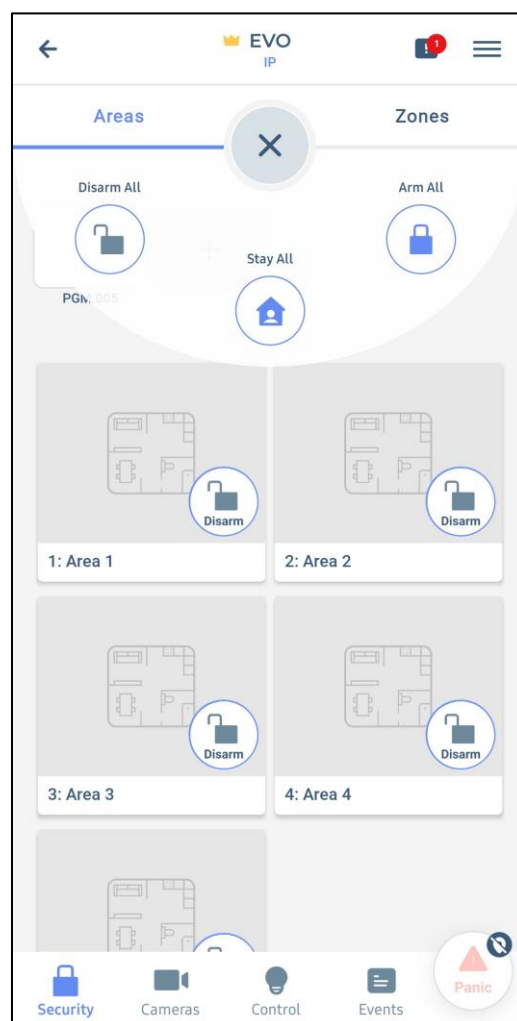 EVO
IP
1
Areas
Zones
Disarm All
Arm All
Stay All
PGM 005
Disarm
Disarm
1: Area 1
2: Area 2
Disarm
Disarm
3: Area 3
4: Area 4
Security
Cameras
Control
Events
Panic